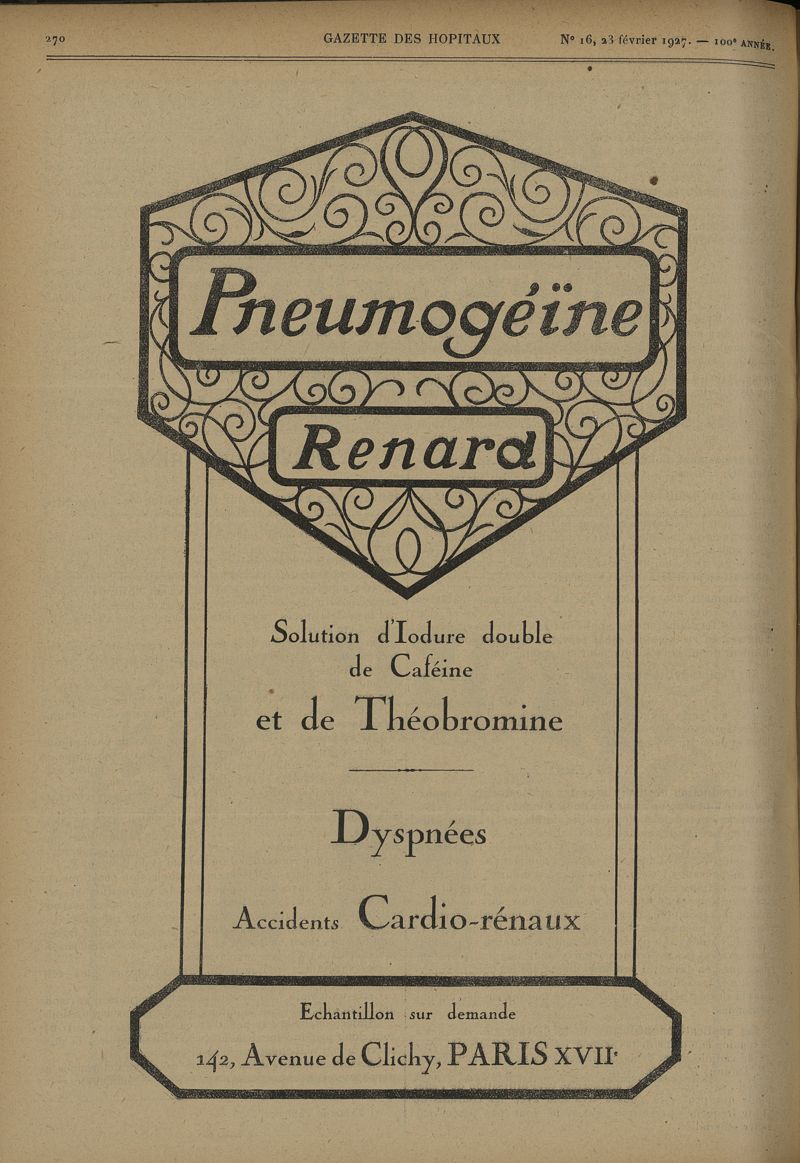 270
GAZETTE DES HOPITAUX
N° 16, 23 février 1927. — 100e ANNÉE.
Pneumogéïne
Renard
Solution d'Iodure double
de Caféine
et de Théobromine
Dyspnées
Accidents Cardio-rénaux
Echantillon sur demande
142, Avenue de Clichy, PARIS XVIIe